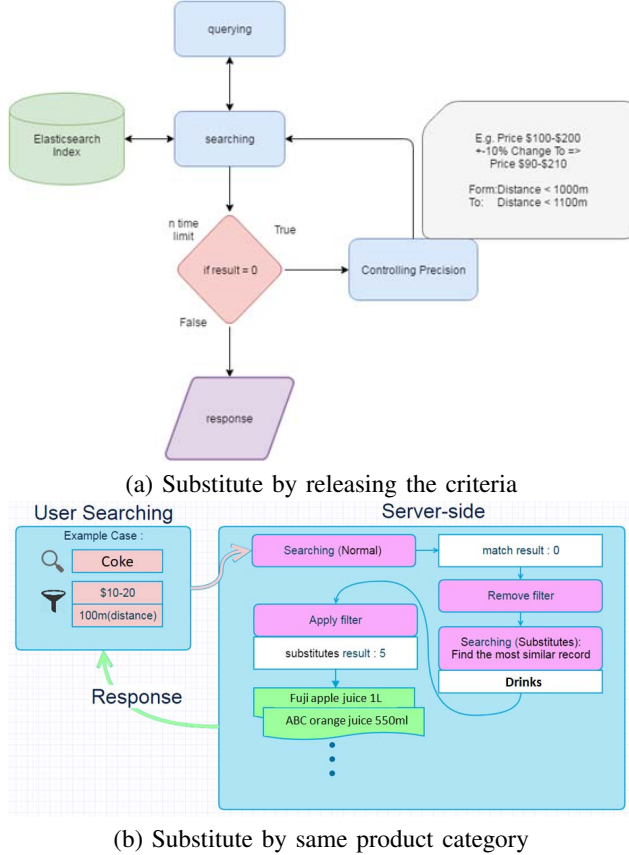 querying
Elasticsearch
Index
searching
E.g. Price $100-$200
+-10% Change To =>
Price $90-$210
Form:Distance < 1000m
To: Distance < 1100m
n time
limit
True
if result = 0
Controlling Precision
False
response
(a) Substitute by releasing the criteria
User Searching
Server-side
Example Case :
Coke
$10-20
100m(distance)
Searching (Normal)
match result : 0
Remove filter
Searching (Substitutes):
Find the most similar record
Drinks
Apply filter
substitutes result : 5
Fuji apple juice 1L
ABC orange juice 550ml
Response
(b) Substitute by same product category